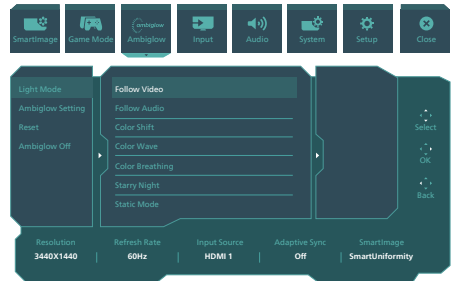 ambiglow
SmartImage
Game Mode
Ambiglow
Input
Audio
System
Setup
Close
Light Mode
Ambiglow Setting
Reset
Ambiglow Off
Follow Video
Follow Audio
Color Shift
Color Wave
Color Breathing
Starry Night
Static Mode
Select
OK
Back
Resolution
Refresh Rate
Input Source
Adaptive Sync
SmartImage
3440X1440
60Hz
HDMI 1
Off
SmartUniformity